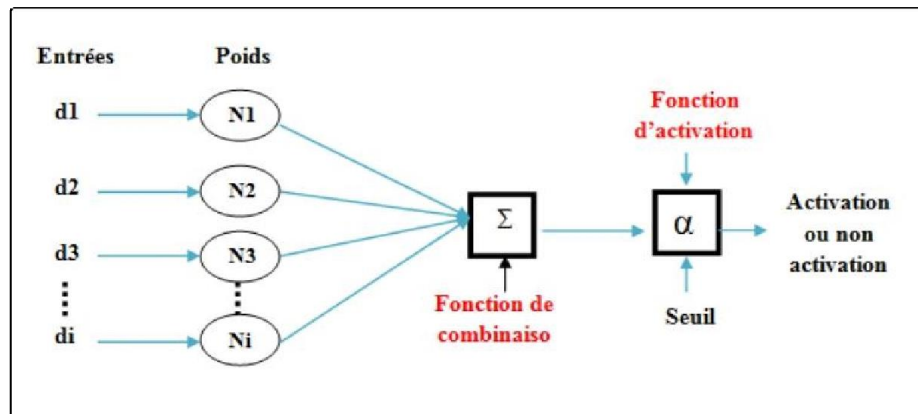 Entrées
Poids
d1
N1
d2
N2
d3
N3
di
Ni
Σ
Fonction de
combinaiso
Fonction
d’activation
α
Seuil
Activation
ou non
activation